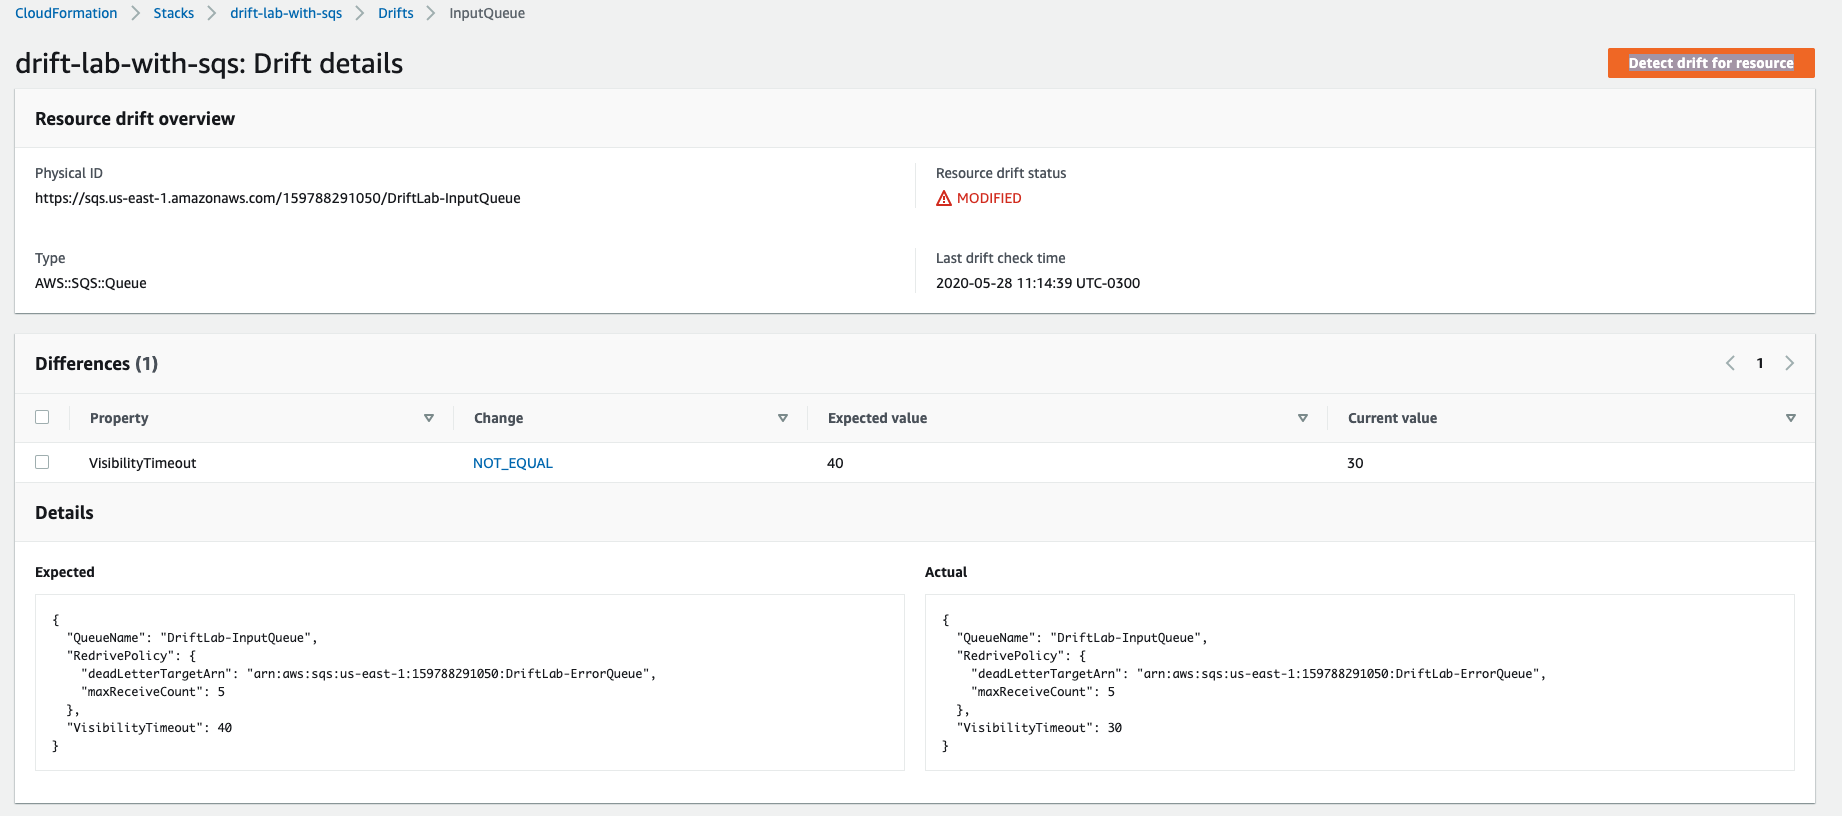 CloudFormation Stacks drift-lab-with-sqs Drifts InputQueue
drift-lab-with-sqs: Drift details
Detect drift for resource
Resource drift overview
Physical ID
https://sqs.us-east-1.amazonaws.com/159788291050/DriftLab-InputQueue
Resource drift status
MODIFIED
Type
AWS::SQS::Queue
Last drift check time
2020-05-28 11:14:39 UTC-0300
Differences (1)
1
Property Change Expected value Current value
VisibilityTimeout NOT_EQUAL 40 30
Details
Expected
{
"QueueName": "DriftLab-InputQueue",
"RedrivePolicy": {
"deadLetterTargetArn": "arn:aws:sqs:us-east-1:159788291050:DriftLab-ErrorQueue",
"maxReceiveCount": 5
},
"VisibilityTimeout": 40
}
Actual
{
"QueueName": "DriftLab-InputQueue",
"RedrivePolicy": {
"deadLetterTargetArn": "arn:aws:sqs:us-east-1:159788291050:DriftLab-ErrorQueue",
"maxReceiveCount": 5
},
"VisibilityTimeout": 30
}